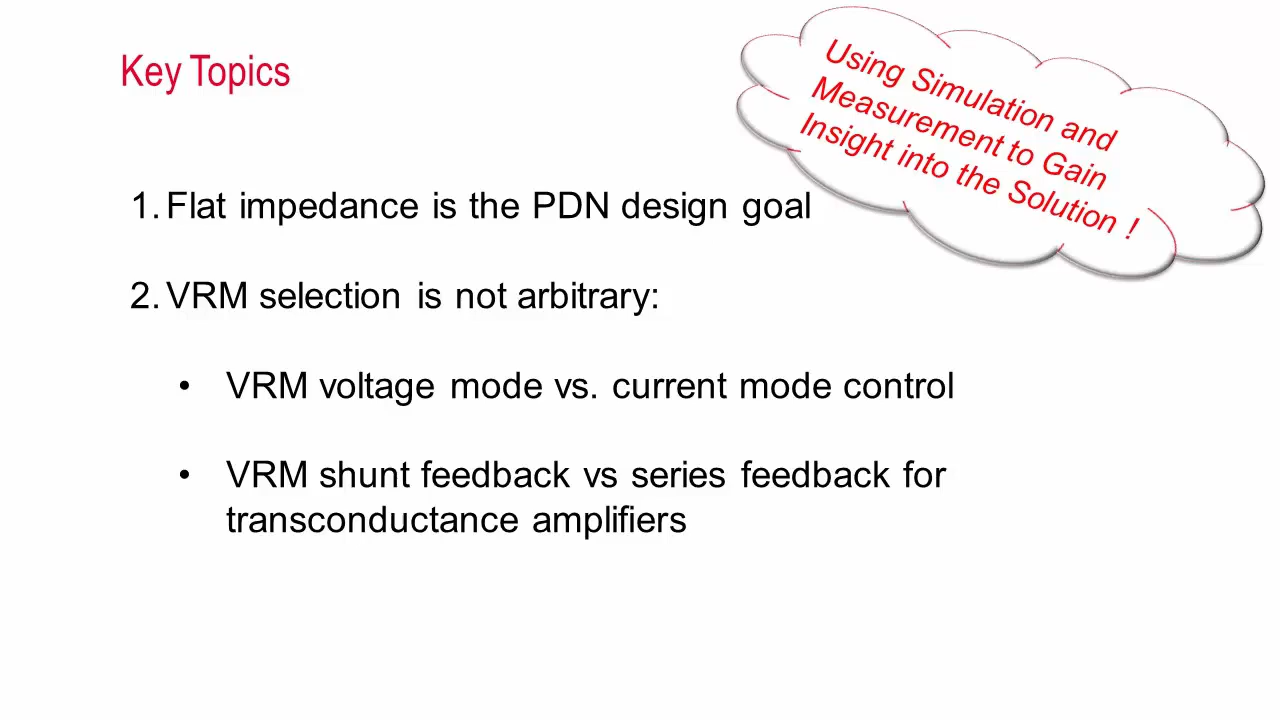 Key Topics
Using Simulation and
Measurement to Gain
Insight into the Solution !
1. Flat impedance is the PDN design goal
2. VRM selection is not arbitrary:
• VRM voltage mode vs. current mode control
• VRM shunt feedback vs series feedback for
transconductance amplifiers